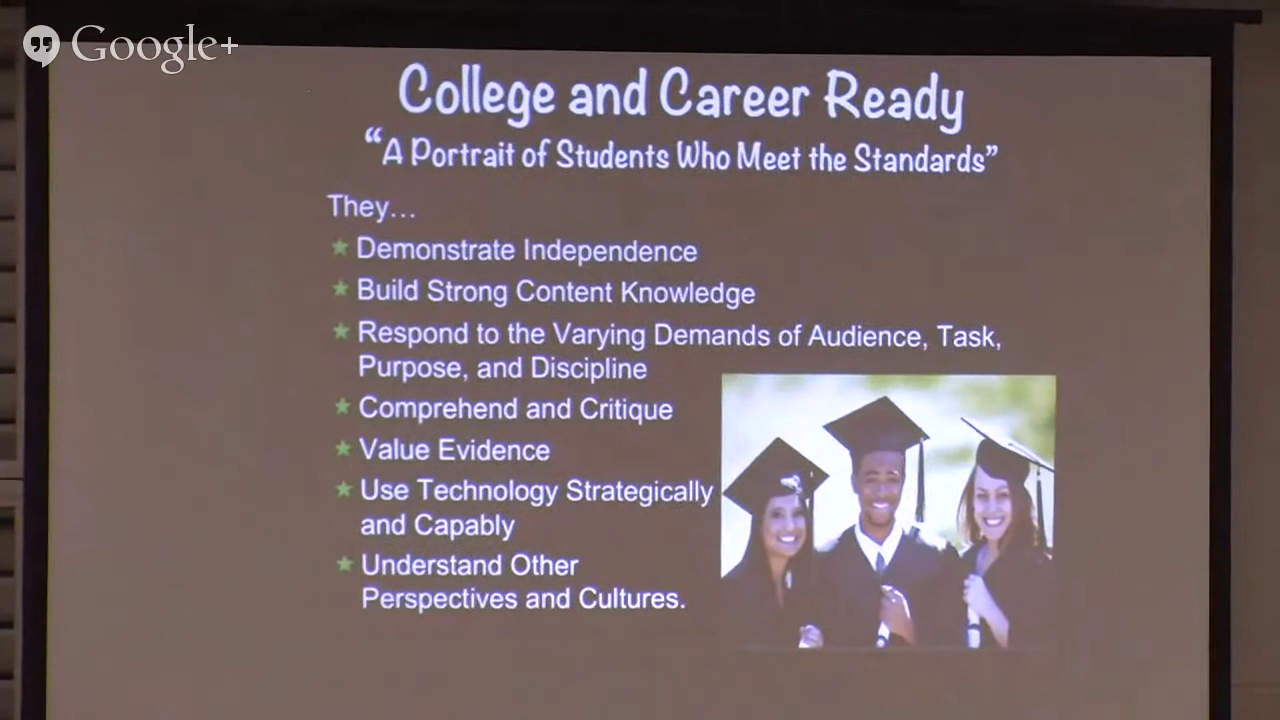 Google+
College and Career Ready
“A Portrait of Students Who Meet the Standards”
They...
Demonstrate Independence
Build Strong Content Knowledge
Respond to the Varying Demands of Audience, Task,
Purpose, and Discipline
Comprehend and Critique
Value Evidence
Use Technology Strategically
and Capably
Understand Other
Perspectives and Cultures.